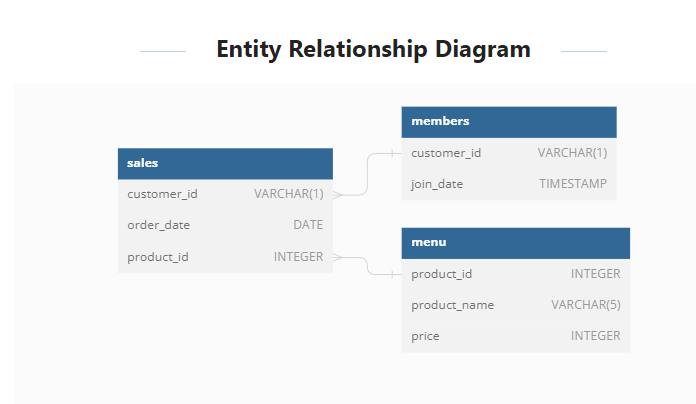 Entity Relationship Diagram
members
customer_id VARCHAR(1)
join_date TIMESTAMP
sales
customer_id VARCHAR(1)
order_date DATE
product_id INTEGER
menu
product_id INTEGER
product_name VARCHAR(5)
price INTEGER